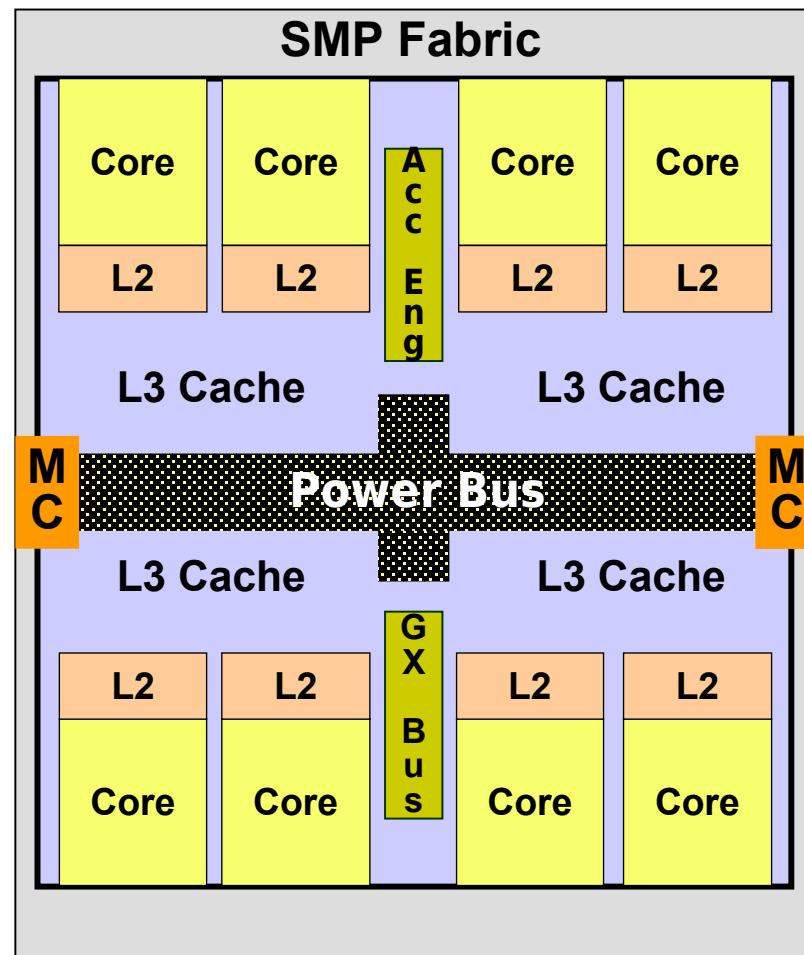 SMP Fabric
Core Core Core Core
L2 L2 L2 L2
Acc Eng
L3 Cache L3 Cache
MC Power Bus MC
L3 Cache L3 Cache
GX Bus
L2 L2 L2 L2
Core Core Core Core